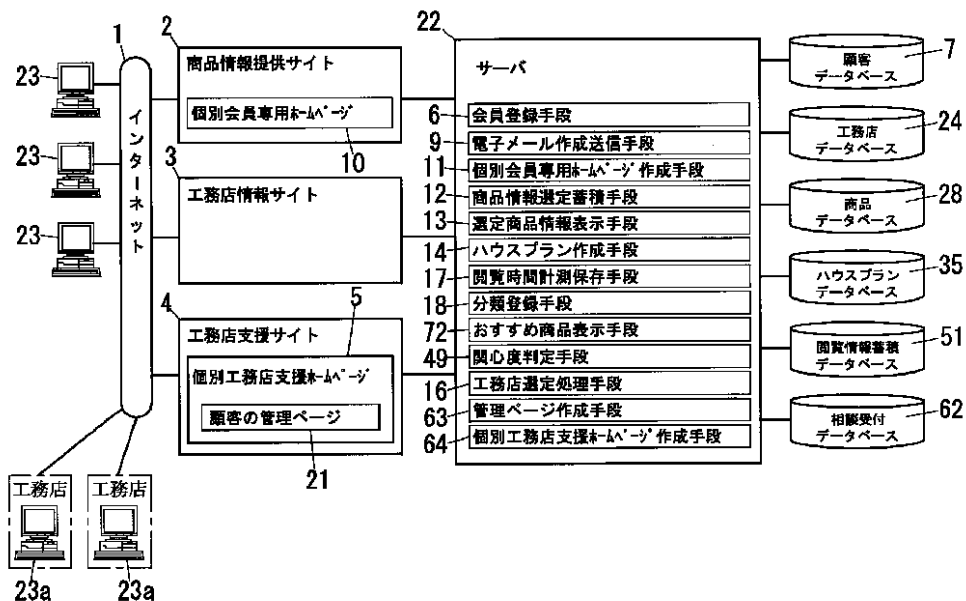 1
インターネット
23
23
23
2
商品情報提供サイト
個別会員専用ホームページ
10
3
工務店情報サイト
4
工務店支援サイト
5
個別工務店支援ホームページ
顧客の管理ページ
21
工務店
23a
工務店
23a
22
サーバ
6 会員登録手段
9 電子メール作成送信手段
11 個別会員専用ホームページ作成手段
12 商品情報選定蓄積手段
13 選定商品情報表示手段
14 ハウスプラン作成手段
17 閲覧時間計測保存手段
18 分類登録手段
72 おすすめ商品表示手段
49 関心度判定手段
16 工務店選定処理手段
63 管理ページ作成手段
64 個別工務店支援ホームページ作成手段
顧客
データベース
7
工務店
データベース
24
商品
データベース
28
ハウスプラン
データベース
35
閲覧情報蓄積
データベース
51
相談受付
データベース
62